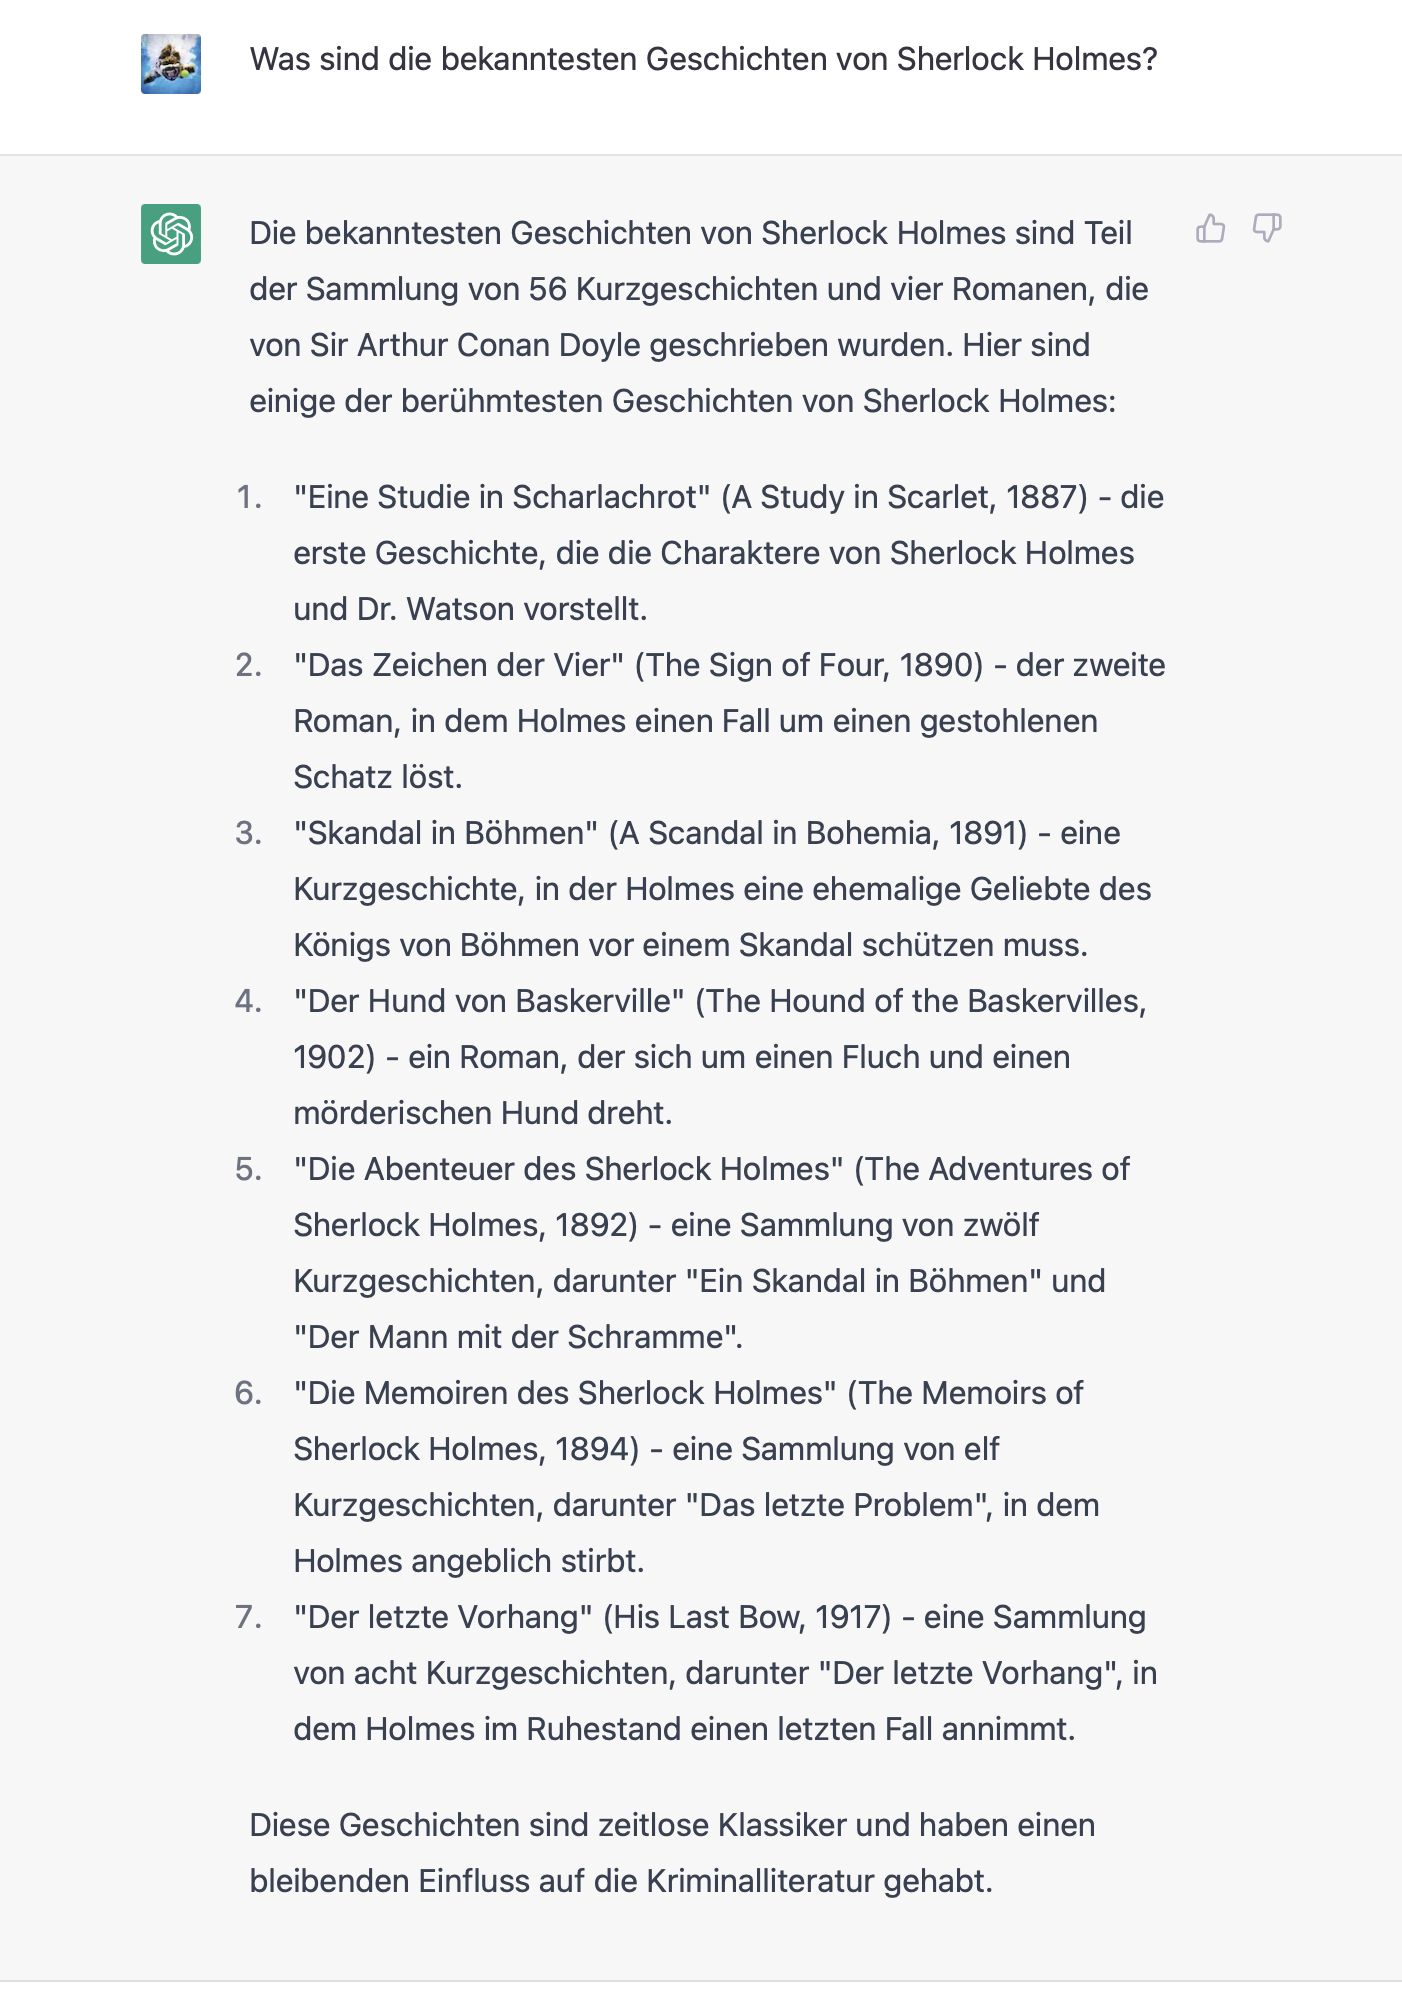 Was sind die bekanntesten Geschichten von Sherlock Holmes?
Die bekanntesten Geschichten von Sherlock Holmes sind Teil
der Sammlung von 56 Kurzgeschichten und vier Romanen, die
von Sir Arthur Conan Doyle geschrieben wurden. Hier sind
einige der berühmtesten Geschichten von Sherlock Holmes:
1. "Eine Studie in Scharlachrot" (A Study in Scarlet, 1887) - die
erste Geschichte, die die Charaktere von Sherlock Holmes
und Dr. Watson vorstellt.
2. "Das Zeichen der Vier" (The Sign of Four, 1890) - der zweite
Roman, in dem Holmes einen Fall um einen gestohlenen
Schatz löst.
3. "Skandal in Böhmen" (A Scandal in Bohemia, 1891) - eine
Kurzgeschichte, in der Holmes eine ehemalige Geliebte des
Königs von Böhmen vor einem Skandal schützen muss.
4. "Der Hund von Baskerville" (The Hound of the Baskervilles,
1902) - ein Roman, der sich um einen Fluch und einen
mörderischen Hund dreht.
5. "Die Abenteuer des Sherlock Holmes" (The Adventures of
Sherlock Holmes, 1892) - eine Sammlung von zwölf
Kurzgeschichten, darunter "Ein Skandal in Böhmen" und
"Der Mann mit der Schramme".
6. "Die Memoiren des Sherlock Holmes" (The Memoirs of
Sherlock Holmes, 1894) - eine Sammlung von elf
Kurzgeschichten, darunter "Das letzte Problem", in dem
Holmes angeblich stirbt.
7. "Der letzte Vorhang" (His Last Bow, 1917) - eine Sammlung
von acht Kurzgeschichten, darunter "Der letzte Vorhang", in
dem Holmes im Ruhestand einen letzten Fall annimmt.
Diese Geschichten sind zeitlose Klassiker und haben einen
bleibenden Einfluss auf die Kriminalliteratur gehabt.